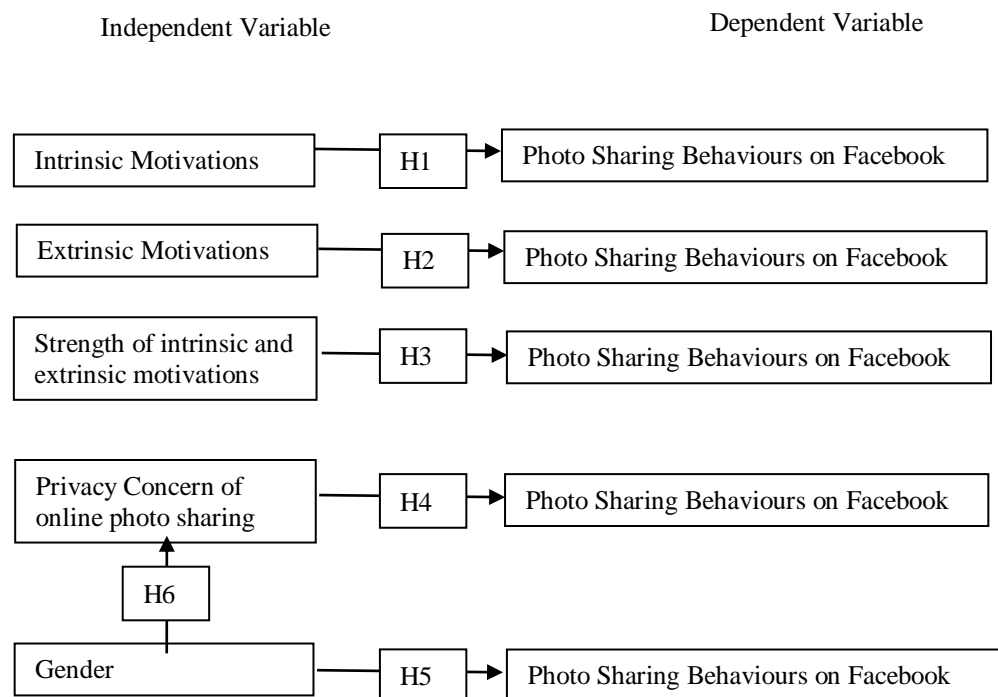 Independent Variable
Dependent Variable
Intrinsic Motivations
H1
Photo Sharing Behaviours on Facebook
Extrinsic Motivations
H2
Photo Sharing Behaviours on Facebook
Strength of intrinsic and
extrinsic motivations
H3
Photo Sharing Behaviours on Facebook
Privacy Concern of
online photo sharing
H4
Photo Sharing Behaviours on Facebook
H6
Gender
H5
Photo Sharing Behaviours on Facebook